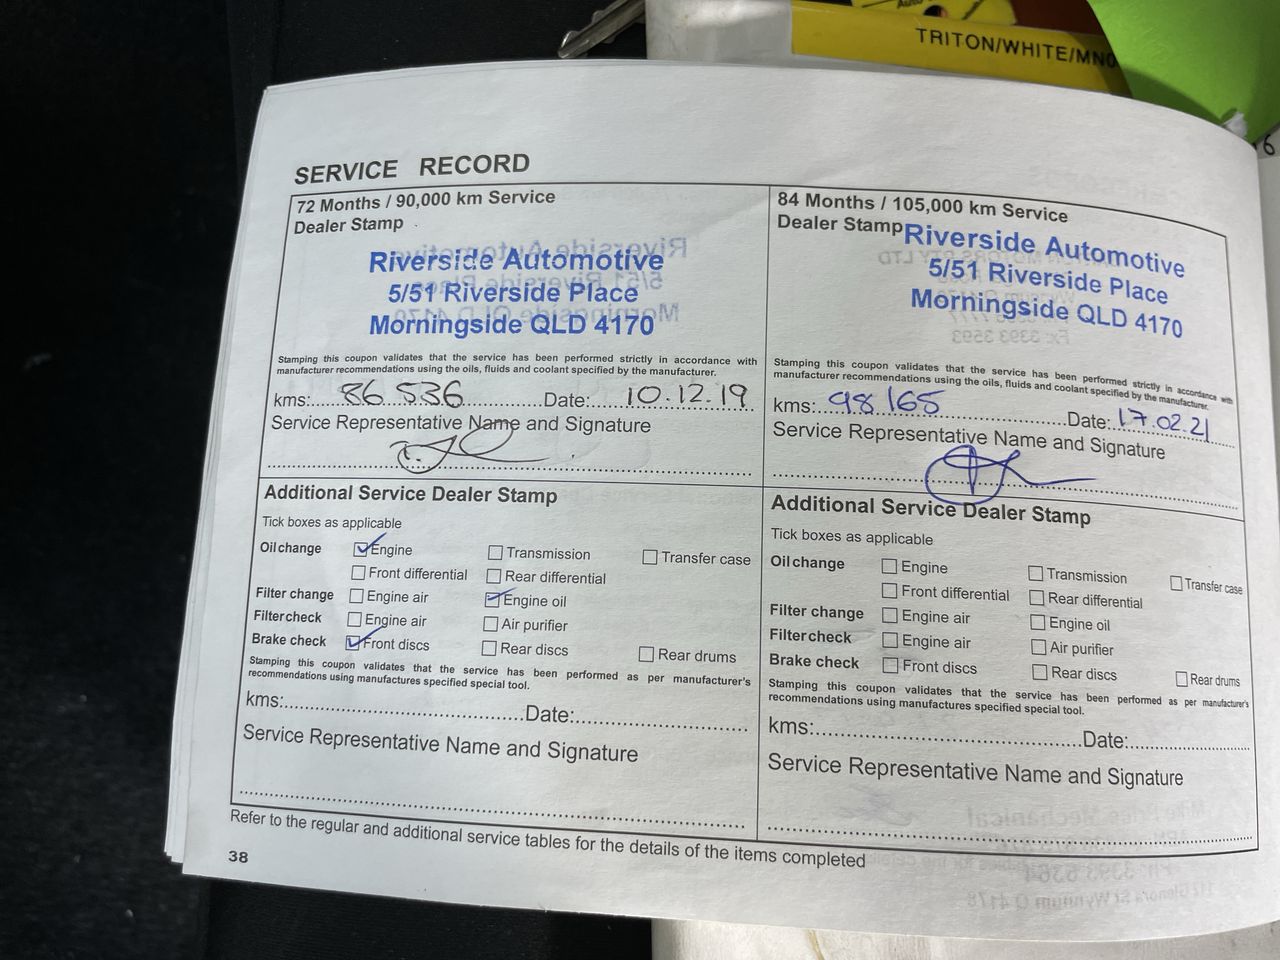 TRITON/WHITE/MN0
6
SERVICE RECORD
72 Months / 90,000 km Service
Dealer Stamp
Riverside Automotive
5/51 Riverside Place
Morningside QLD 4170
Stamping this coupon validates that the service has been performed strictly in accordance with
manufacturer recommendations using the oils, fluids and coolant specified by the manufacturer.
kms: 86 536 Date: 10.12.19
Service Representative Name and Signature
Additional Service Dealer Stamp
Tick boxes as applicable
Oil change Engine Transmission Transfer case
Front differential Rear differential
Filter change Engine air Engine oil
Filter check Engine air Air purifier
Brake check Front discs Rear discs Rear drums
Stamping this coupon validates that the service has been performed as per manufacturer's
recommendations using manufactures specified special tool.
kms: Date:
Service Representative Name and Signature
84 Months / 105,000 km Service
Dealer Stamp
Riverside Automotive
5/51 Riverside Place
Morningside QLD 4170
Stamping this coupon validates that the service has been performed strictly in accordance with
manufacturer recommendations using the oils, fluids and coolant specified by the manufacturer.
kms: 98 165 Date: 17.02.21
Service Representative Name and Signature
Additional Service Dealer Stamp
Tick boxes as applicable
Oil change Engine Transmission Transfer case
Front differential Rear differential
Filter change Engine air Engine oil
Filter check Engine air Air purifier
Brake check Front discs Rear discs Rear drums
Stamping this coupon validates that the service has been performed as per manufacturer's
recommendations using manufactures specified special tool.
kms: Date:
Service Representative Name and Signature
Refer to the regular and additional service tables for the details of the items completed
38